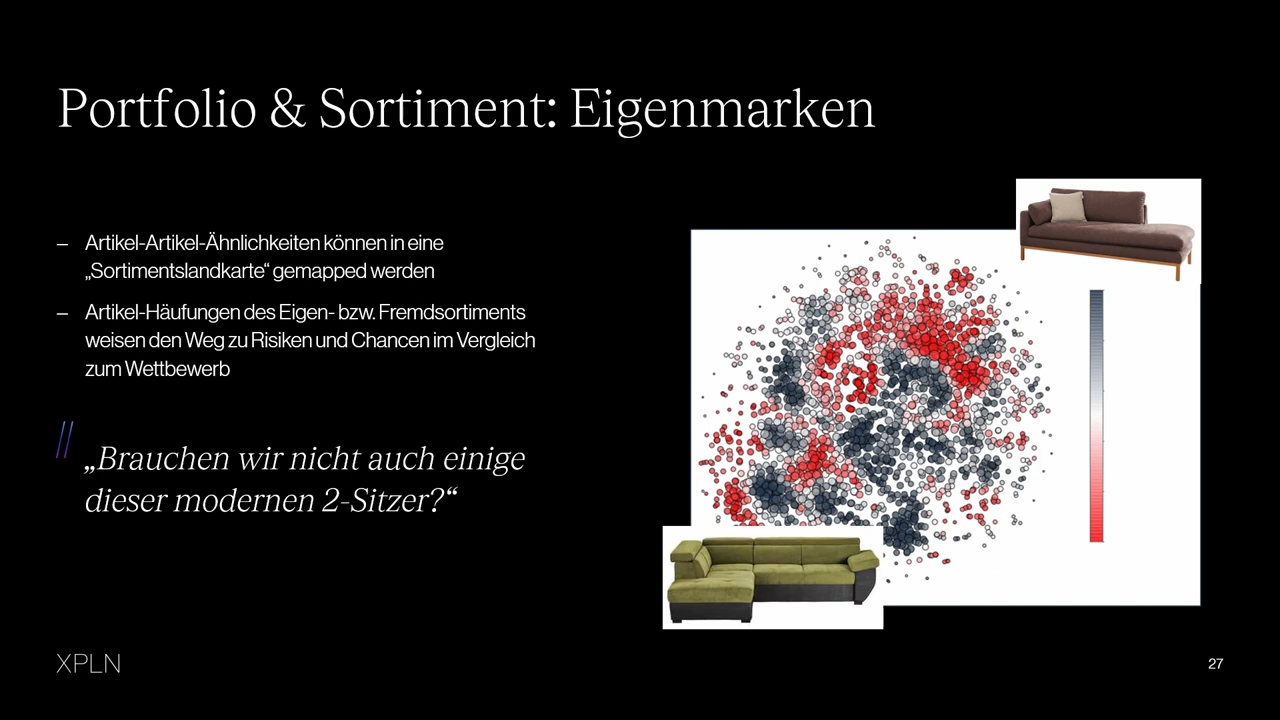 Portfolio & Sortiment: Eigenmarken
– Artikel-Artikel-Ähnlichkeiten können in eine
„Sortimentslandkarte“ gemapped werden
– Artikel-Häufungen des Eigen- bzw. Fremdsortiments
weisen den Weg zu Risiken und Chancen im Vergleich
zum Wettbewerb
„Brauchen wir nicht auch einige
dieser modernen 2-Sitzer?“
XPLN
27